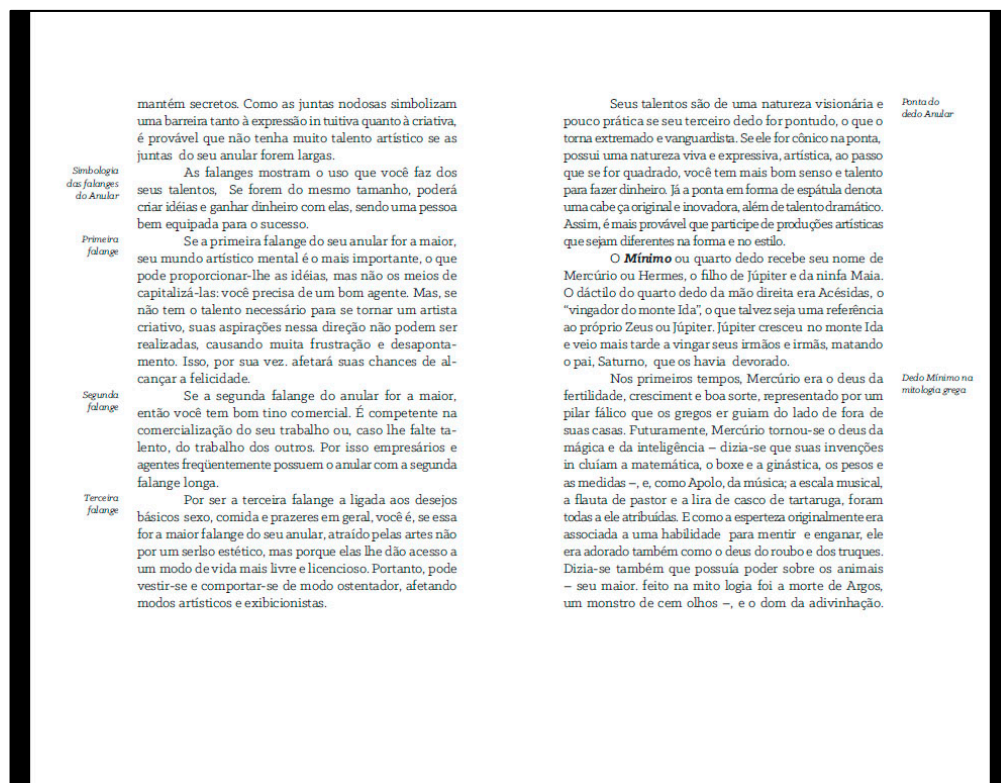 mantém secretos. Como as juntas nodosas simbolizam
uma barreira tanto à expressão in tuitiva quanto à criativa,
é provável que não tenha muito talento artístico se as
juntas do seu anular forem largas.
Simbologia
das falanges
do Anular
As falanges mostram o uso que você faz dos
seus talentos, Se forem do mesmo tamanho, poderá
criar idéias e ganhar dinheiro com elas, sendo uma pessoa
bem equipada para o sucesso.
Primeira
falange
Se a primeira falange do seu anular for a maior,
seu mundo artístico mental é o mais importante, o que
pode proporcionar-lhe as idéias, mas não os meios de
capitalizá-las: você precisa de um bom agente. Mas, se
não tem o talento necessário para se tornar um artista
criativo, suas aspirações nessa direção não podem ser
realizadas, causando muita frustração e desaponta-
mento. Isso, por sua vez. afetará suas chances de al-
cançar a felicidade.
Segunda
falange
Se a segunda falange do anular for a maior,
então você tem bom tino comercial. É competente na
comercialização do seu trabalho ou, caso lhe falte ta-
lento, do trabalho dos outros. Por isso empresários e
agentes freqüentemente possuem o anular com a segunda
falange longa.
Terceira
falange
Por ser a terceira falange a ligada aos desejos
básicos sexo, comida e prazeres em geral, você é, se essa
for a maior falange do seu anular, atraído pelas artes não
por um serlso estético, mas porque elas lhe dão acesso a
um modo de vida mais livre e licencioso. Portanto, pode
vestir-se e comportar-se de modo ostentador, afetando
modos artísticos e exibicionistas.
Seus talentos são de uma natureza visionária e
pouco prática se seu terceiro dedo for pontudo, o que o
torna extremado e vanguardista. Se ele for cônico na ponta,
possui uma natureza viva e expressiva, artística, ao passo
que se for quadrado, você tem mais bom senso e talento
para fazer dinheiro. Já a ponta em forma de espátula denota
uma cabe ça original e inovadora, além de talento dramático.
Assim, é mais provável que participe de produções artísticas
que sejam diferentes na forma e no estilo.
Ponta do
dedo Anular
O Mínimo ou quarto dedo recebe seu nome de
Mercúrio ou Hermes, o filho de Júpiter e da ninfa Maia.
O dáctilo do quarto dedo da mão direita era Acésidas, o
“vingador do monte Ida”, o que talvez seja uma referência
ao próprio Zeus ou Júpiter. Júpiter cresceu no monte Ida
e veio mais tarde a vingar seus irmãos e irmãs, matando
o pai, Saturno, que os havia devorado.
Nos primeiros tempos, Mercúrio era o deus da
fertilidade, cresciment e boa sorte, representado por um
pilar fálico que os gregos er guiam do lado de fora de
suas casas. Futuramente, Mercúrio tornou-se o deus da
mágica e da inteligência – dizia-se que suas invenções
in cluíam a matemática, o boxe e a ginástica, os pesos e
as medidas –, e, como Apolo, da música; a escala musical,
a flauta de pastor e a lira de casco de tartaruga, foram
todas a ele atribuídas. E como a esperteza originalmente era
associada a uma habilidade para mentir e enganar, ele
era adorado também como o deus do roubo e dos truques.
Dizia-se também que possuía poder sobre os animais
– seu maior. feito na mito logia foi a morte de Argos,
um monstro de cem olhos –, e o dom da adivinhação.
Dedo Mínimo na
mitologia grega